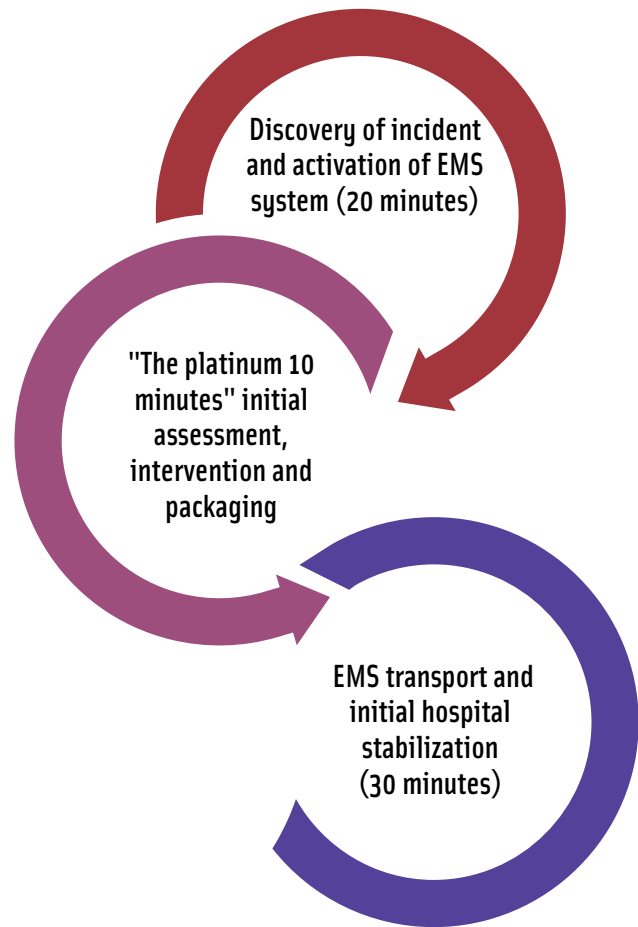 Discovery of incident
and activation of EMS
system (20 minutes)
"The platinum 10
minutes" initial
assessment,
intervention and
packaging
EMS transport and
initial hospital
stabilization
(30 minutes)